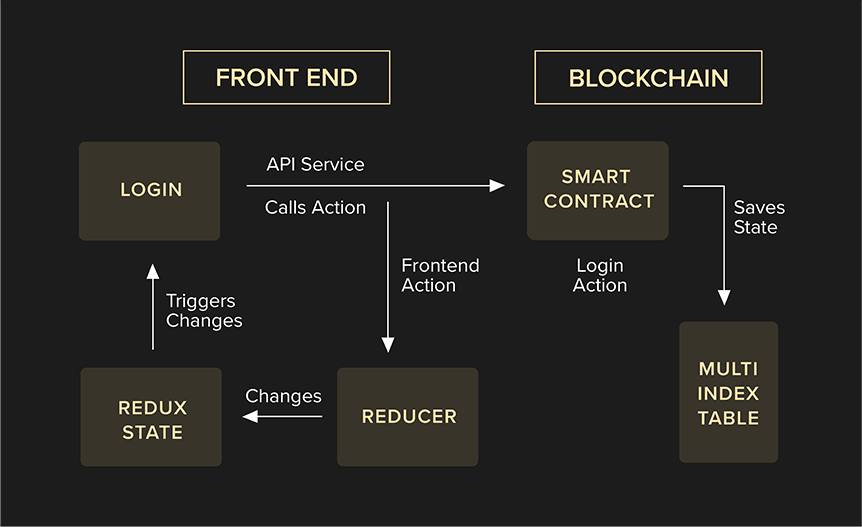 FRONT END
BLOCKCHAIN
LOGIN
API Service
Calls Action
SMART
CONTRACT
Saves
State
Frontend
Action
Login
Action
Triggers
Changes
MULTI
INDEX
TABLE
REDUX
STATE
Changes
REDUCER